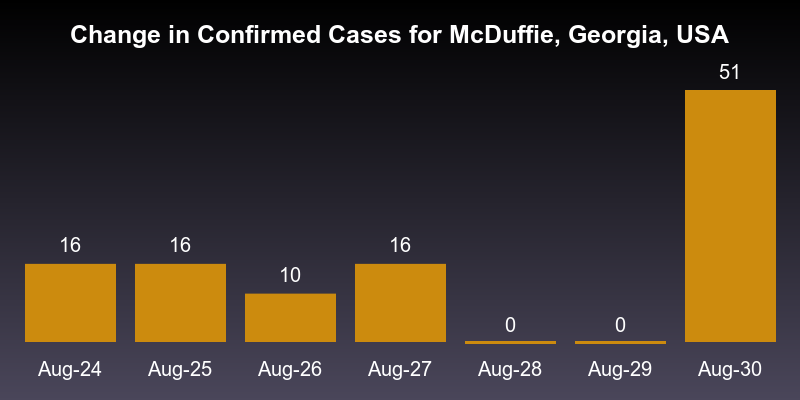 Change in Confirmed Cases for McDuffie, Georgia, USA
51
16 16 16
10
0 0
Aug-24 Aug-25 Aug-26 Aug-27 Aug-28 Aug-29 Aug-30